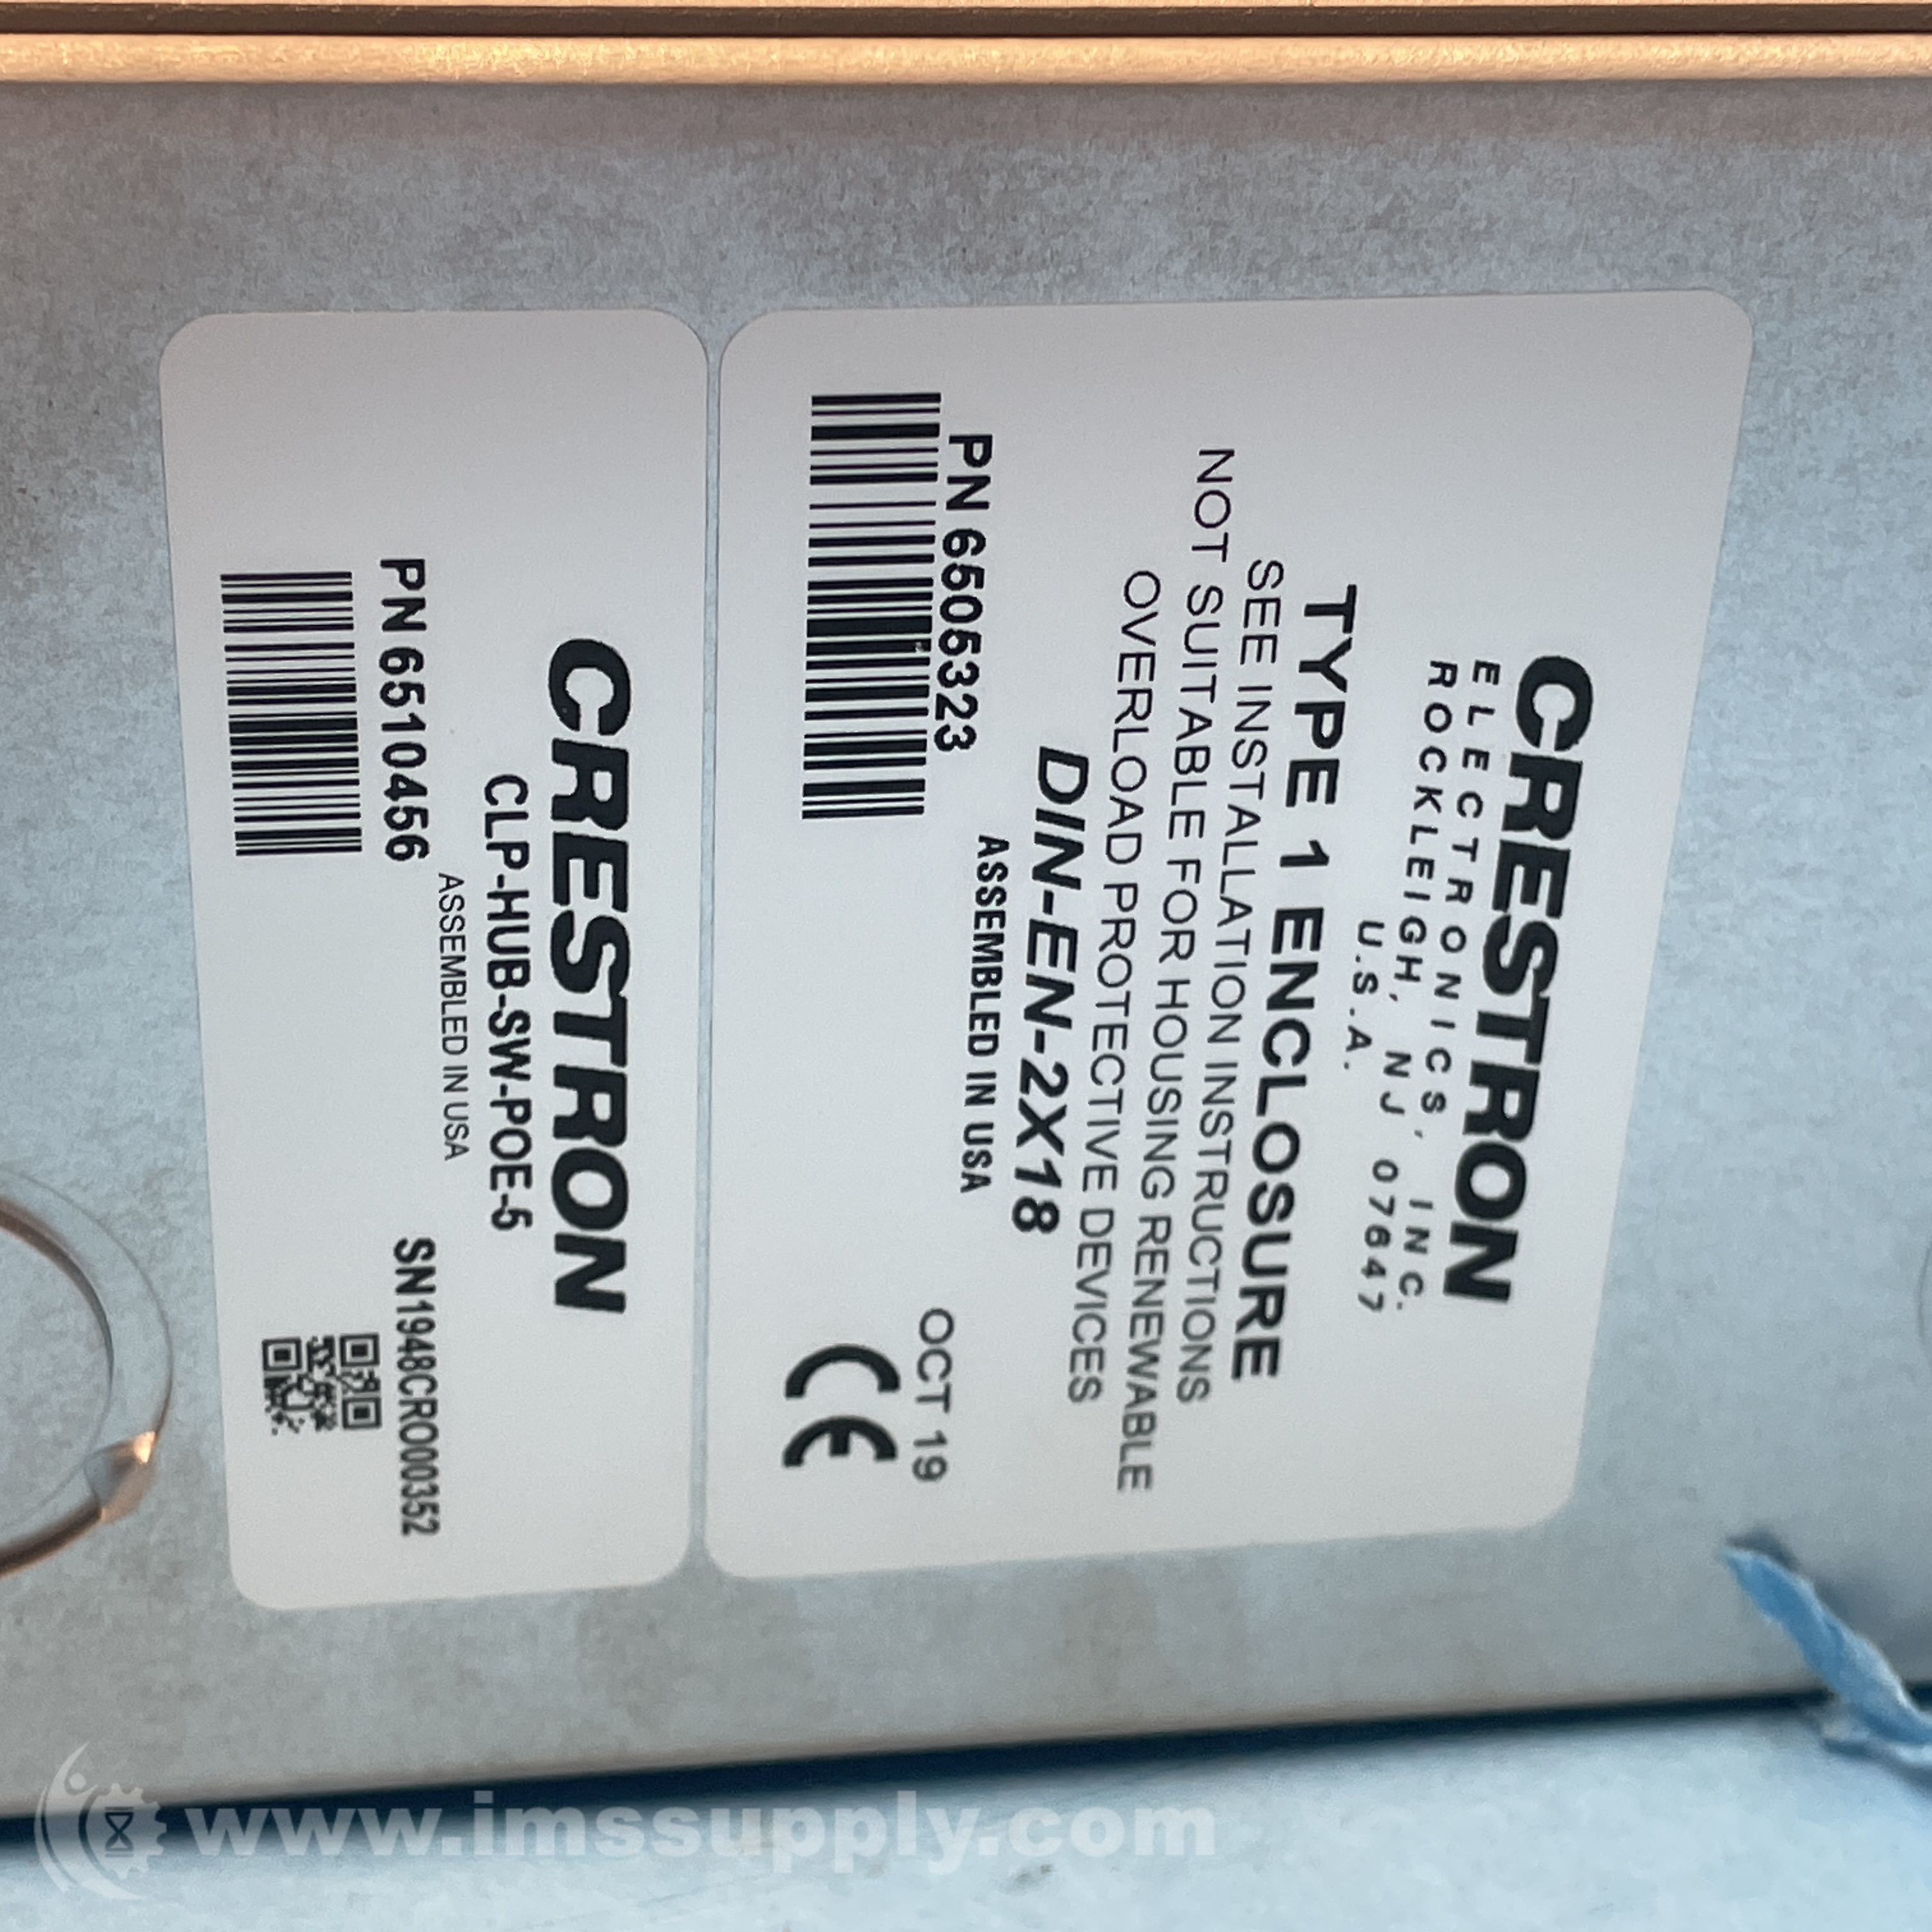 CRESTRON
ELECTRONICS, INC.
ROCKLEIGH, NJ 07647
U.S.A.
TYPE 1 ENCLOSURE
SEE INSTALLATION INSTRUCTIONS
NOT SUITABLE FOR HOUSING RENEWABLE
OVERLOAD PROTECTIVE DEVICES
DIN-EN-2X18
ASSEMBLED IN USA
PN 6505323
OCT 19
CE
CRESTRON
CLP-HUB-SW-POE-5
ASSEMBLED IN USA
PN 6510456
SN1948CRO00352
www.imssupply.com